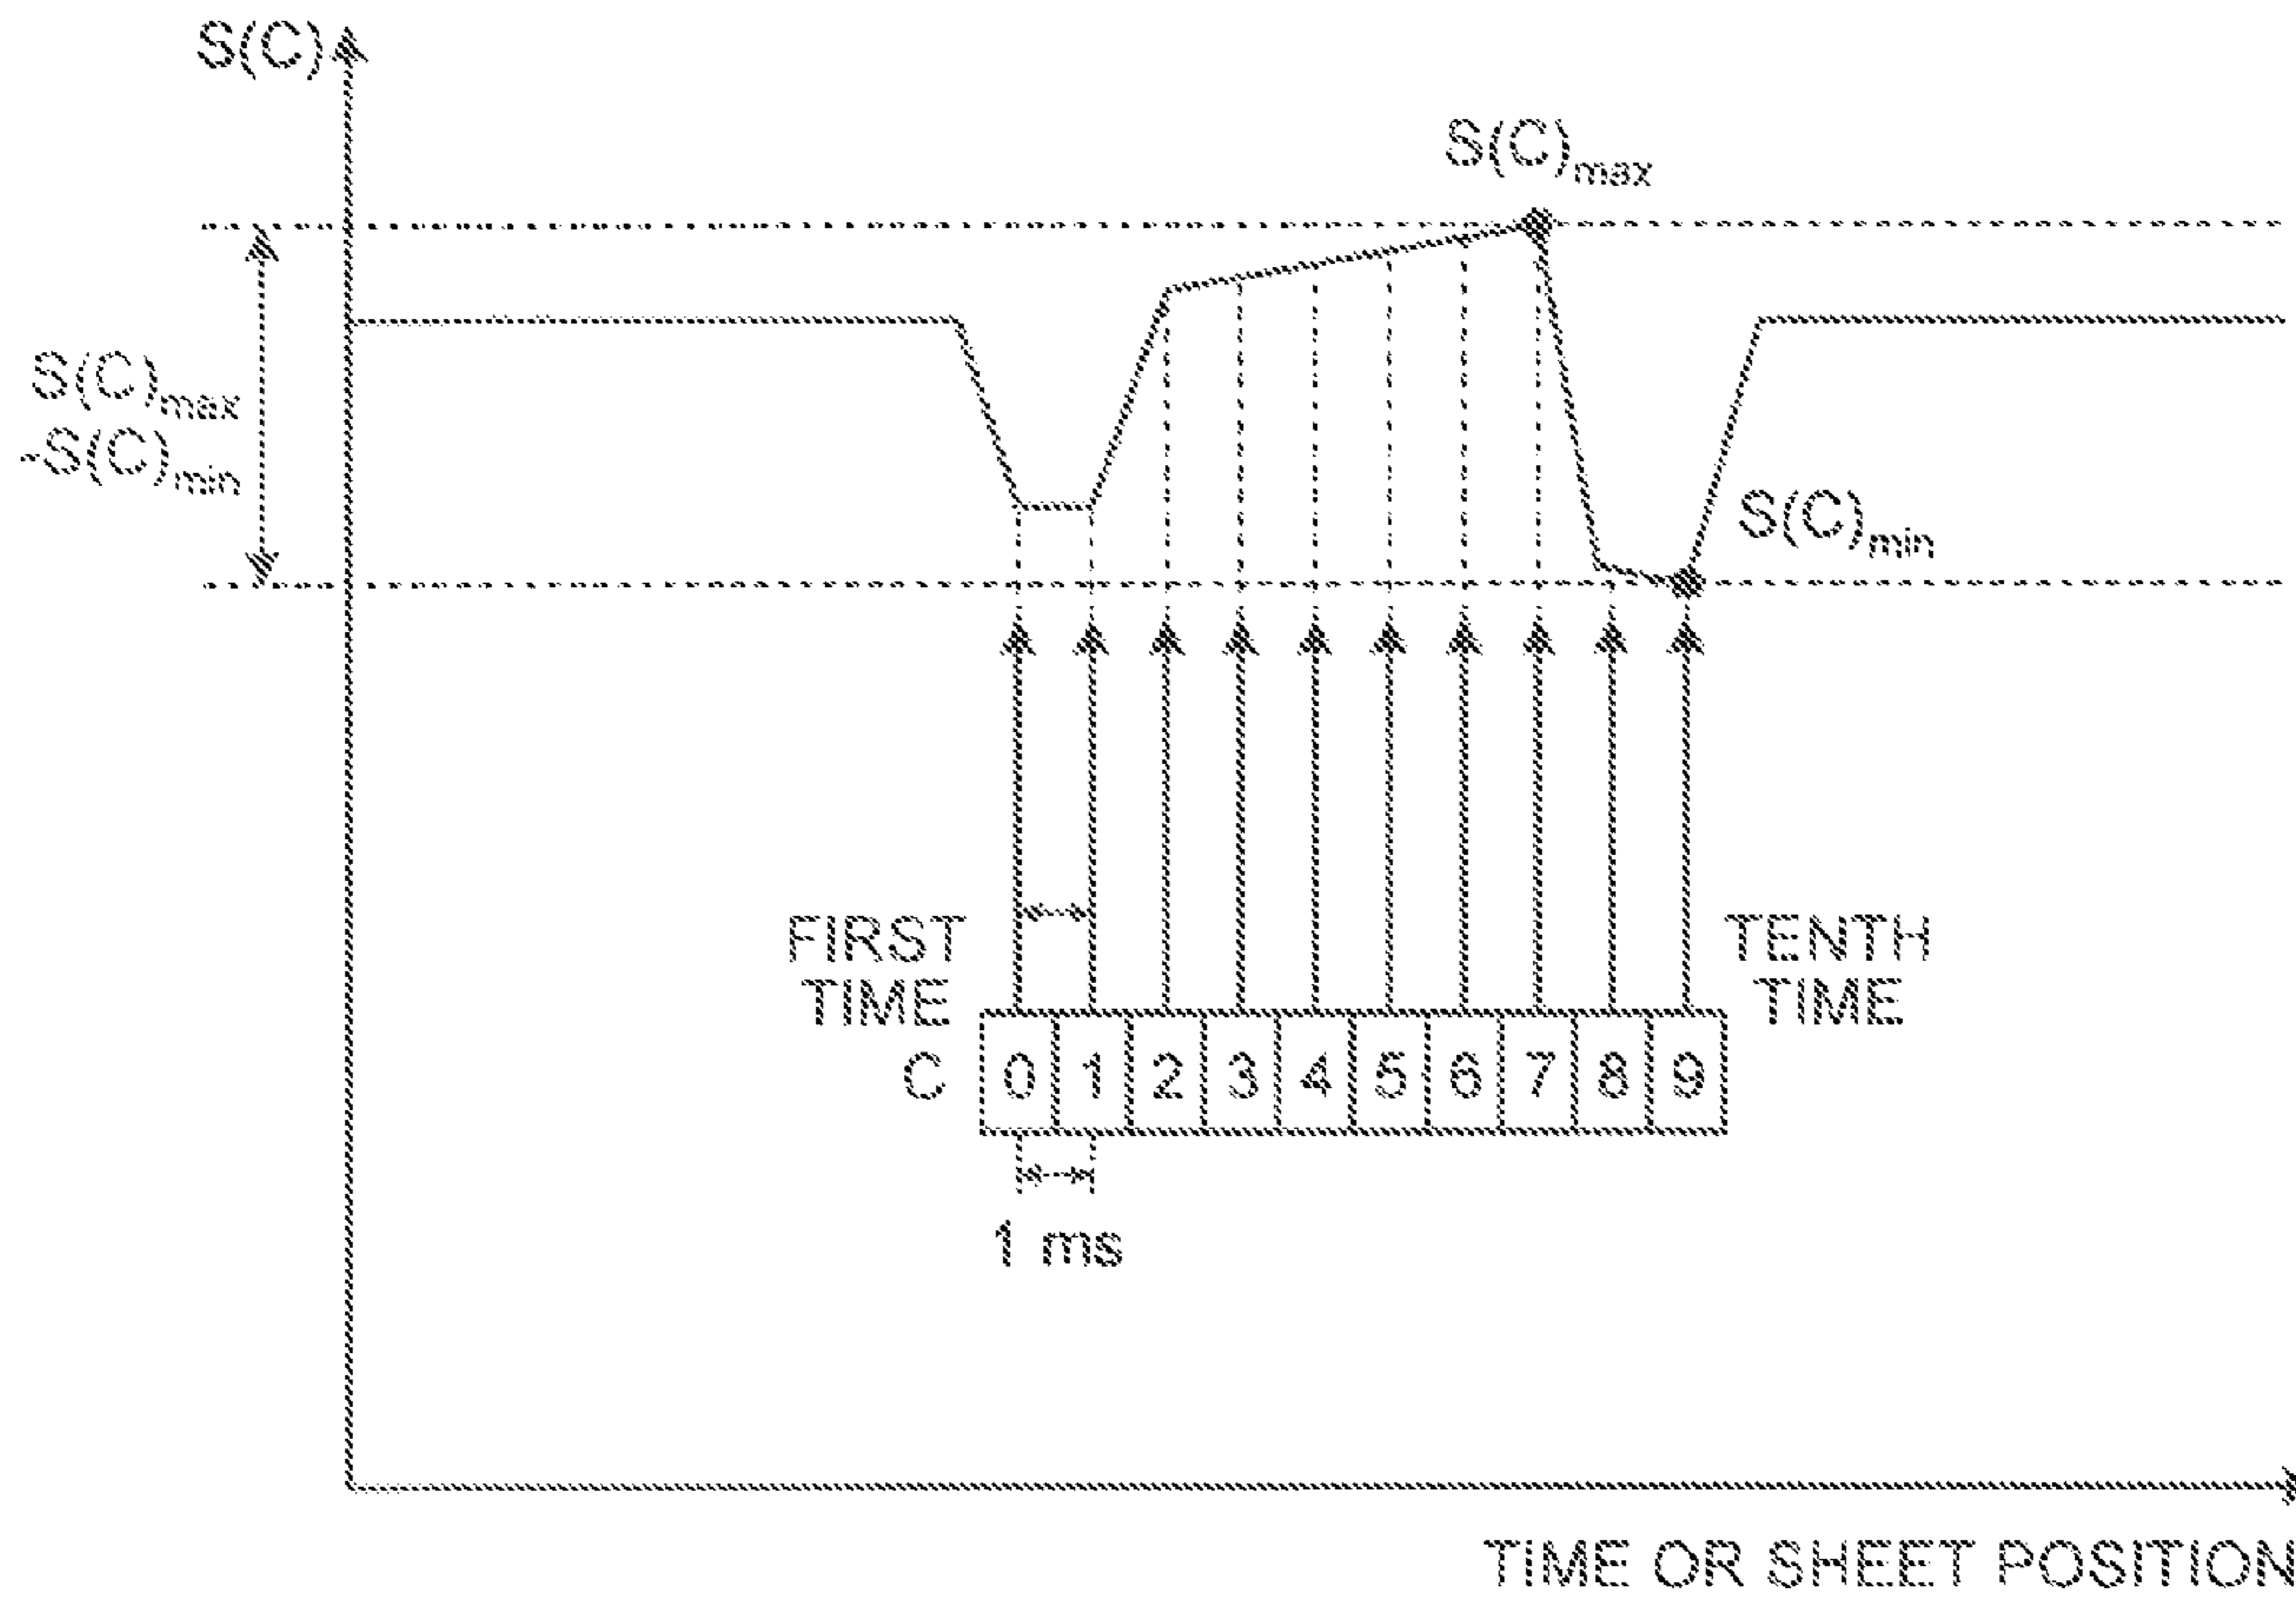 S(C)
S(C)max
S(C)max
-S(C)min
S(C)min
FIRST
TIME
TENTH
TIME
C 0 1 2 3 4 5 6 7 8 9
1 ms
TIME OR SHEET POSITION